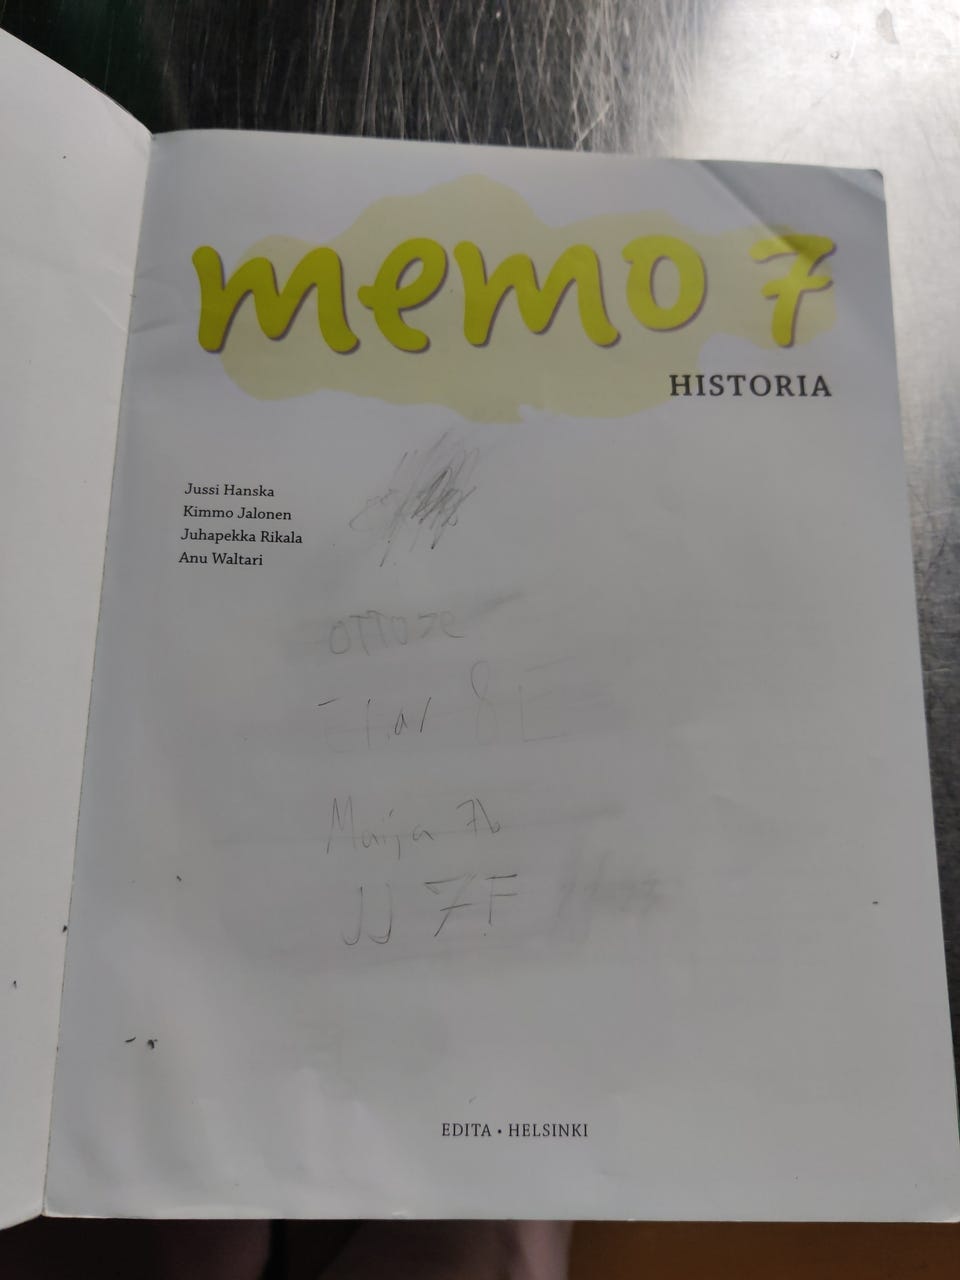 memo 7
HISTORIA
Jussi Hanska
Kimmo Jalonen
Juhapekka Rikala
Anu Waltari
OTTO 7e
8E
Maija 7b
JJ 7F
EDITA • HELSINKI